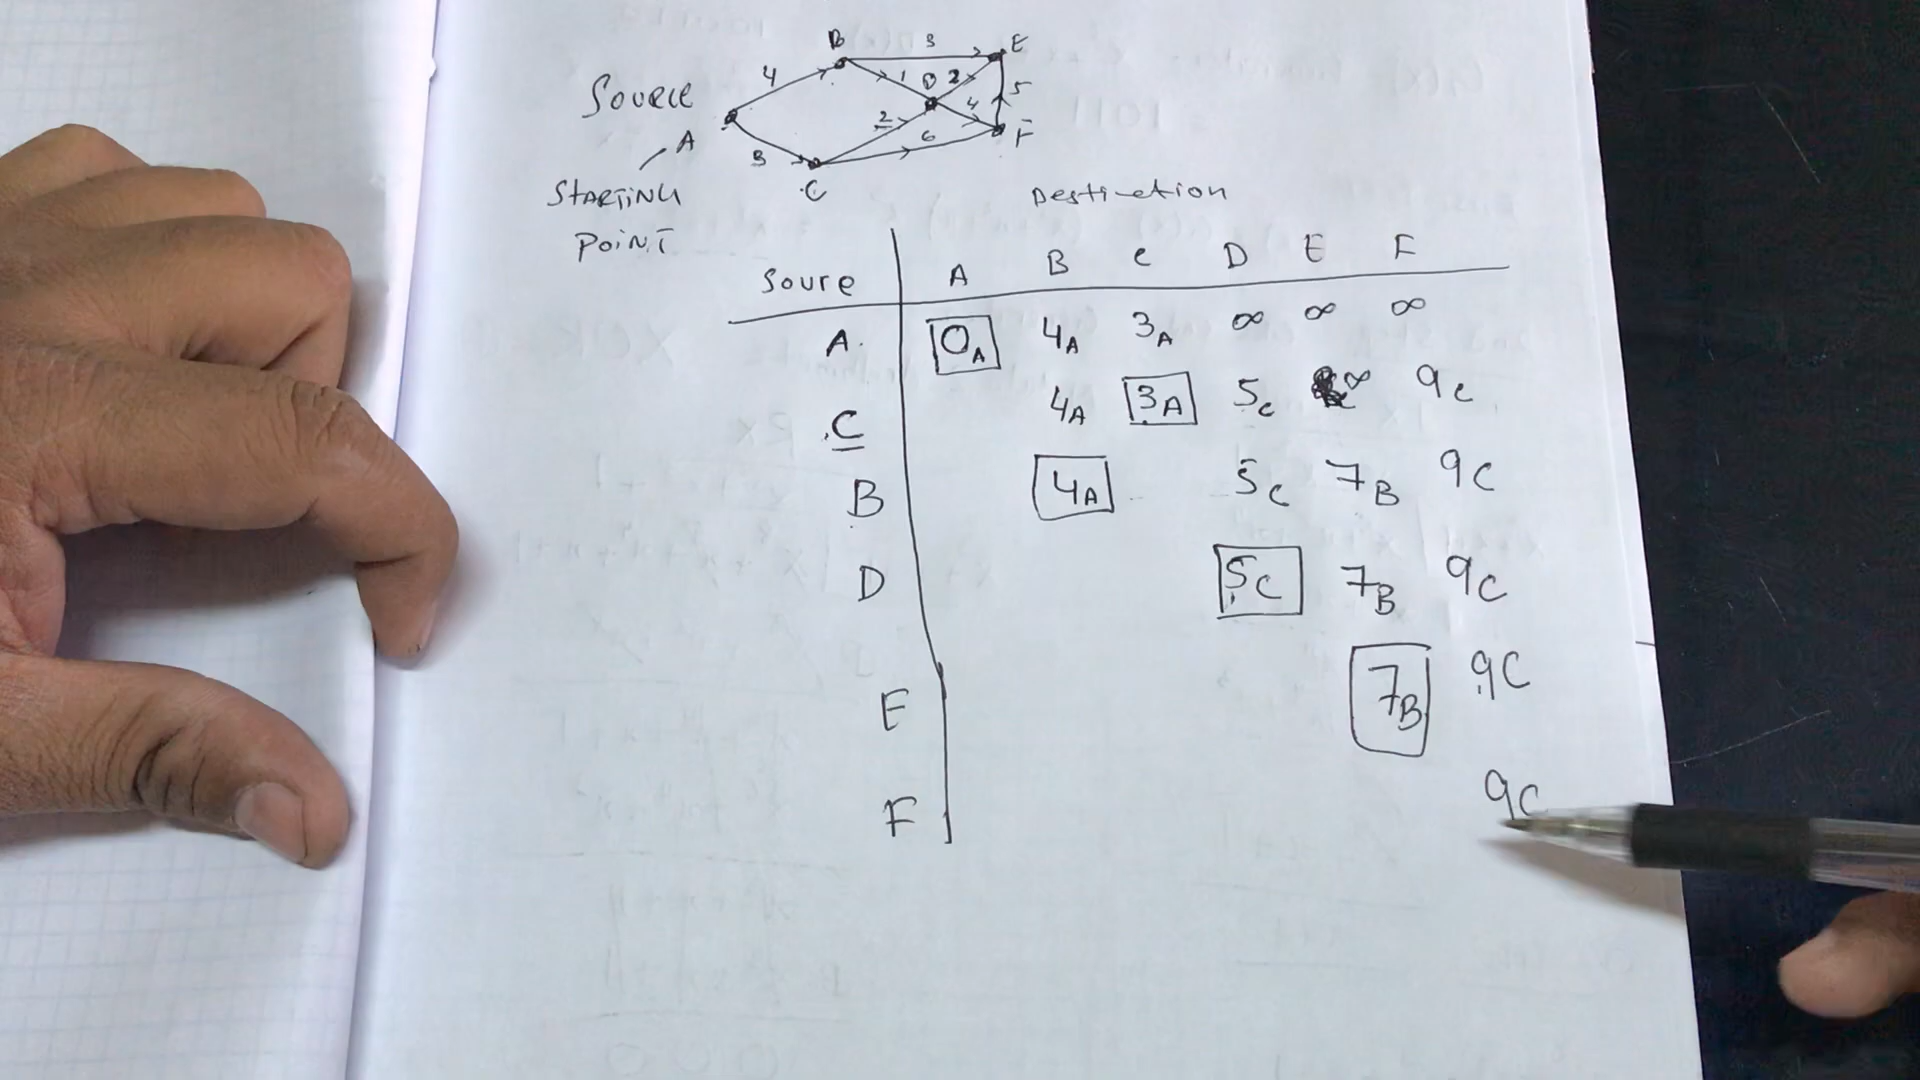 B 3 E
4 1 D 2
Source 5
2 4
A 6 F
3
C
STARTING Destination
POINT
Soure A B C D E F
A. 0A 4A 3A ∞ ∞ ∞
C 4A 3A 5C ∞ 9C
B 4A 5C 7B 9C
D 5C 7B 9C
E 7B 9C
F 9C